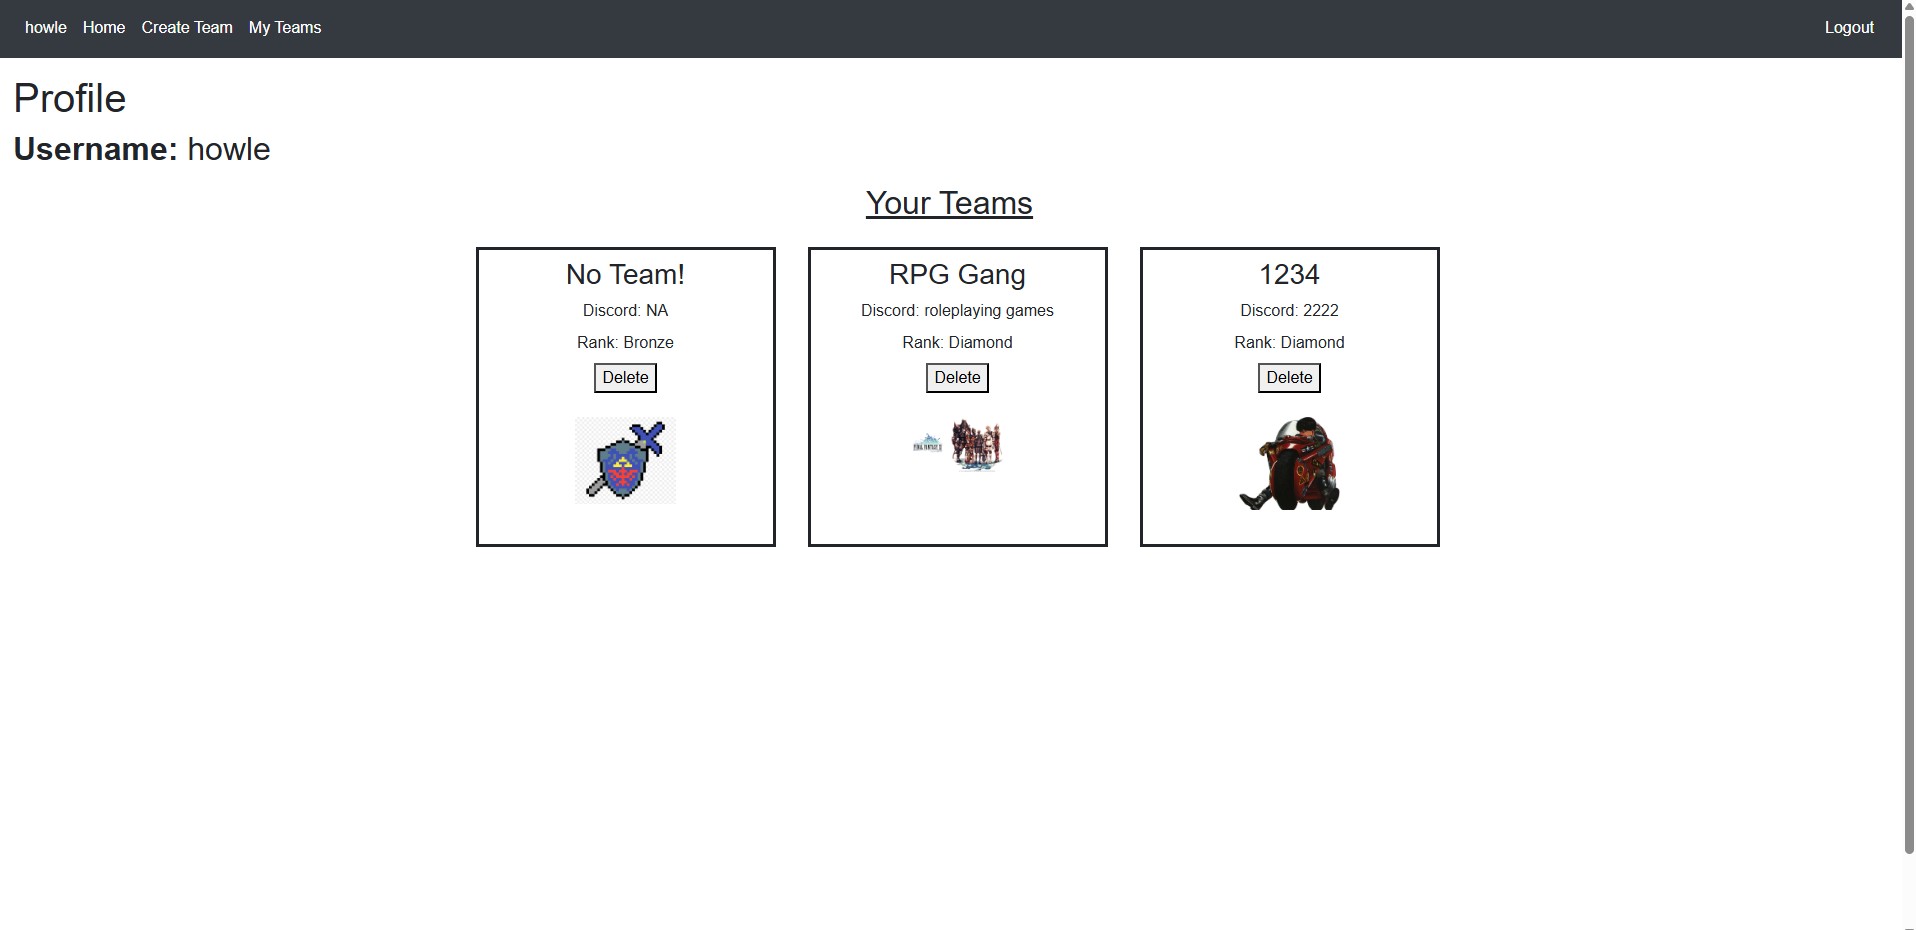 howle Home Create Team My Teams Logout
Profile
Username: howle
Your Teams
No Team!
Discord: NA
Rank: Bronze
Delete
RPG Gang
Discord: roleplaying games
Rank: Diamond
Delete
1234
Discord: 2222
Rank: Diamond
Delete